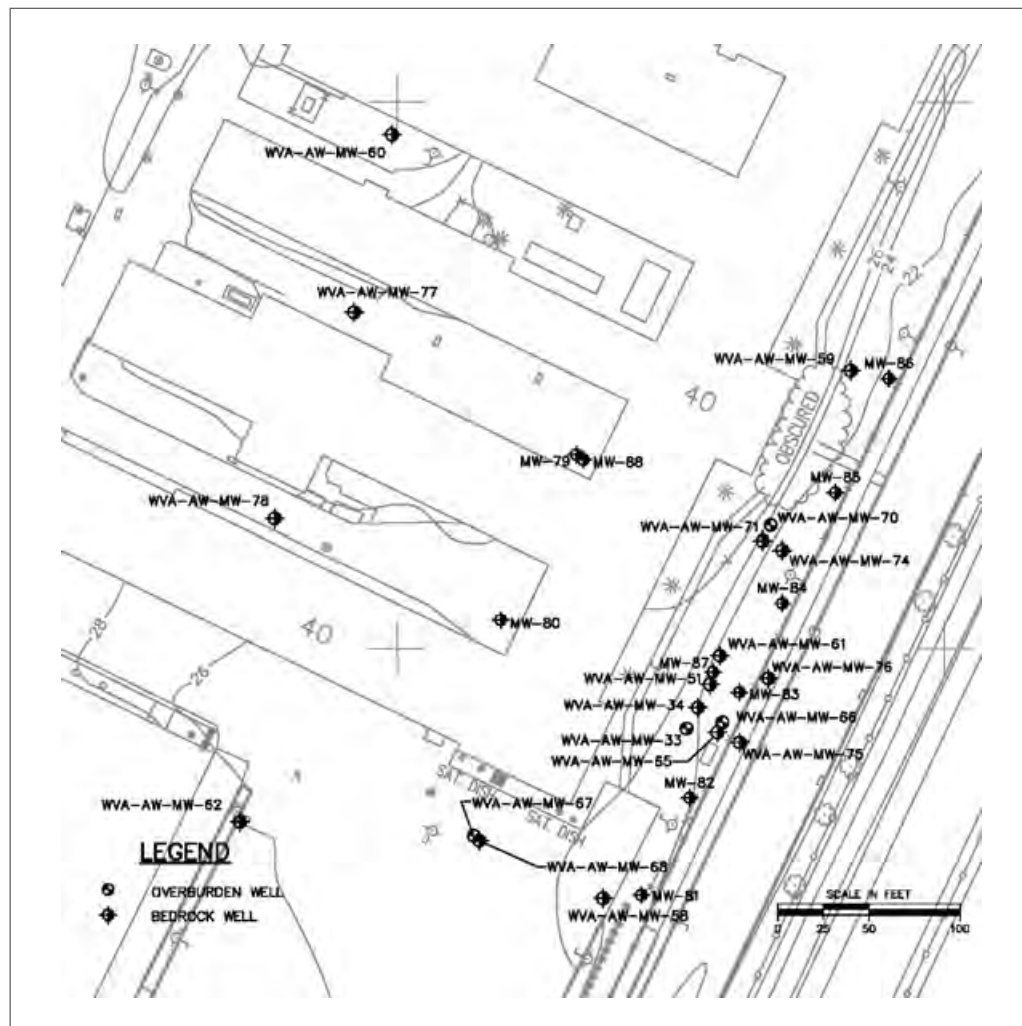 WVA-AW-MW-60
WVA-AW-MW-77
26
24
22
WVA-AW-MW-59
MW-86
40
OBSCURED
MW-79
MW-88
MW-85
WVA-AW-MW-78
WVA-AW-MW-70
WVA-AW-MW-71
WVA-AW-MW-74
MW-84
28
40
MW-80
WVA-AW-MW-61
MW-87
WVA-AW-MW-76
WVA-AW-MW-51
MW-83
26
WVA-AW-MW-34
WVA-AW-MW-66
WVA-AW-MW-33
WVA-AW-MW-75
WVA-AW-MW-65
SAT. DISH
MW-82
WVA-AW-MW-67
SAT. DISH
WVA-AW-MW-62
LEGEND
WVA-AW-MW-68
OVERBURDEN WELL
MW-81
SCALE IN FEET
BEDROCK WELL
WVA-AW-MW-58
0 25 50 100